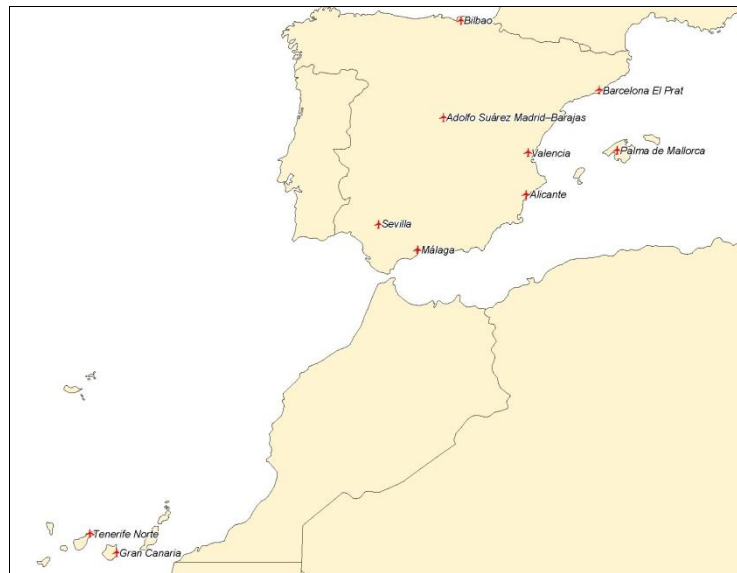 Bilbao
Barcelona El Prat
Adolfo Suárez Madrid–Barajas
Valencia
Palma de Mallorca
Alicante
Sevilla
Málaga
Tenerife Norte
Gran Canaria